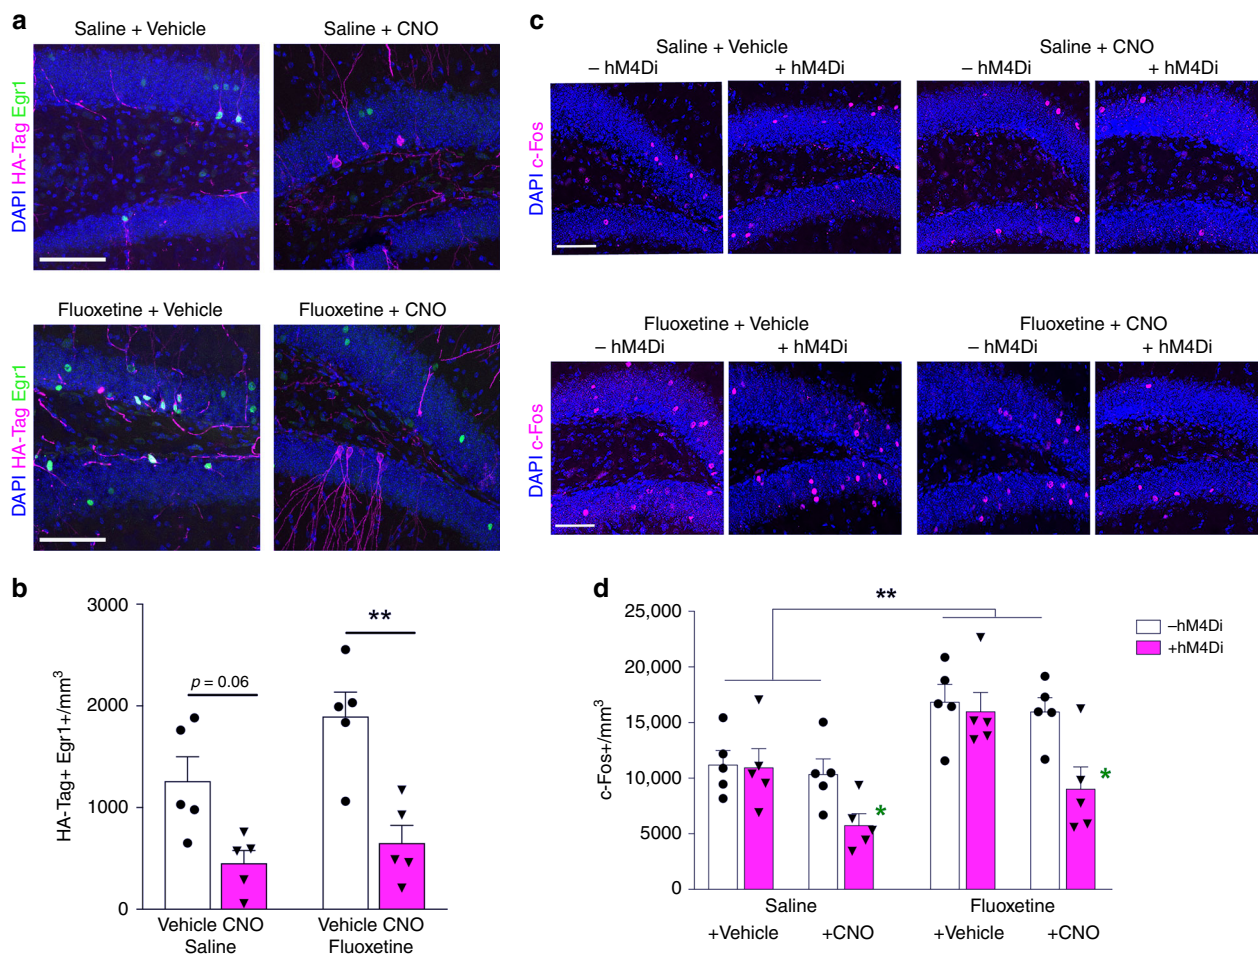 a
Saline + Vehicle
Saline + CNO
DAPI HA-Tag Egr1
Fluoxetine + Vehicle
Fluoxetine + CNO
DAPI HA-Tag Egr1
b
HA-Tag+ Egr1+/mm³
3000
2000
1000
0
p = 0.06
**
Vehicle CNO
Saline
Vehicle CNO
Fluoxetine
c
Saline + Vehicle
Saline + CNO
– hM4Di
+ hM4Di
– hM4Di
+ hM4Di
DAPI c-Fos
Fluoxetine + Vehicle
Fluoxetine + CNO
– hM4Di
+ hM4Di
– hM4Di
+ hM4Di
DAPI c-Fos
d
c-Fos+/mm³
25,000
20,000
15,000
10,000
5000
0
**
*
*
–hM4Di
+hM4Di
Saline
Fluoxetine
+Vehicle
+CNO
+Vehicle
+CNO